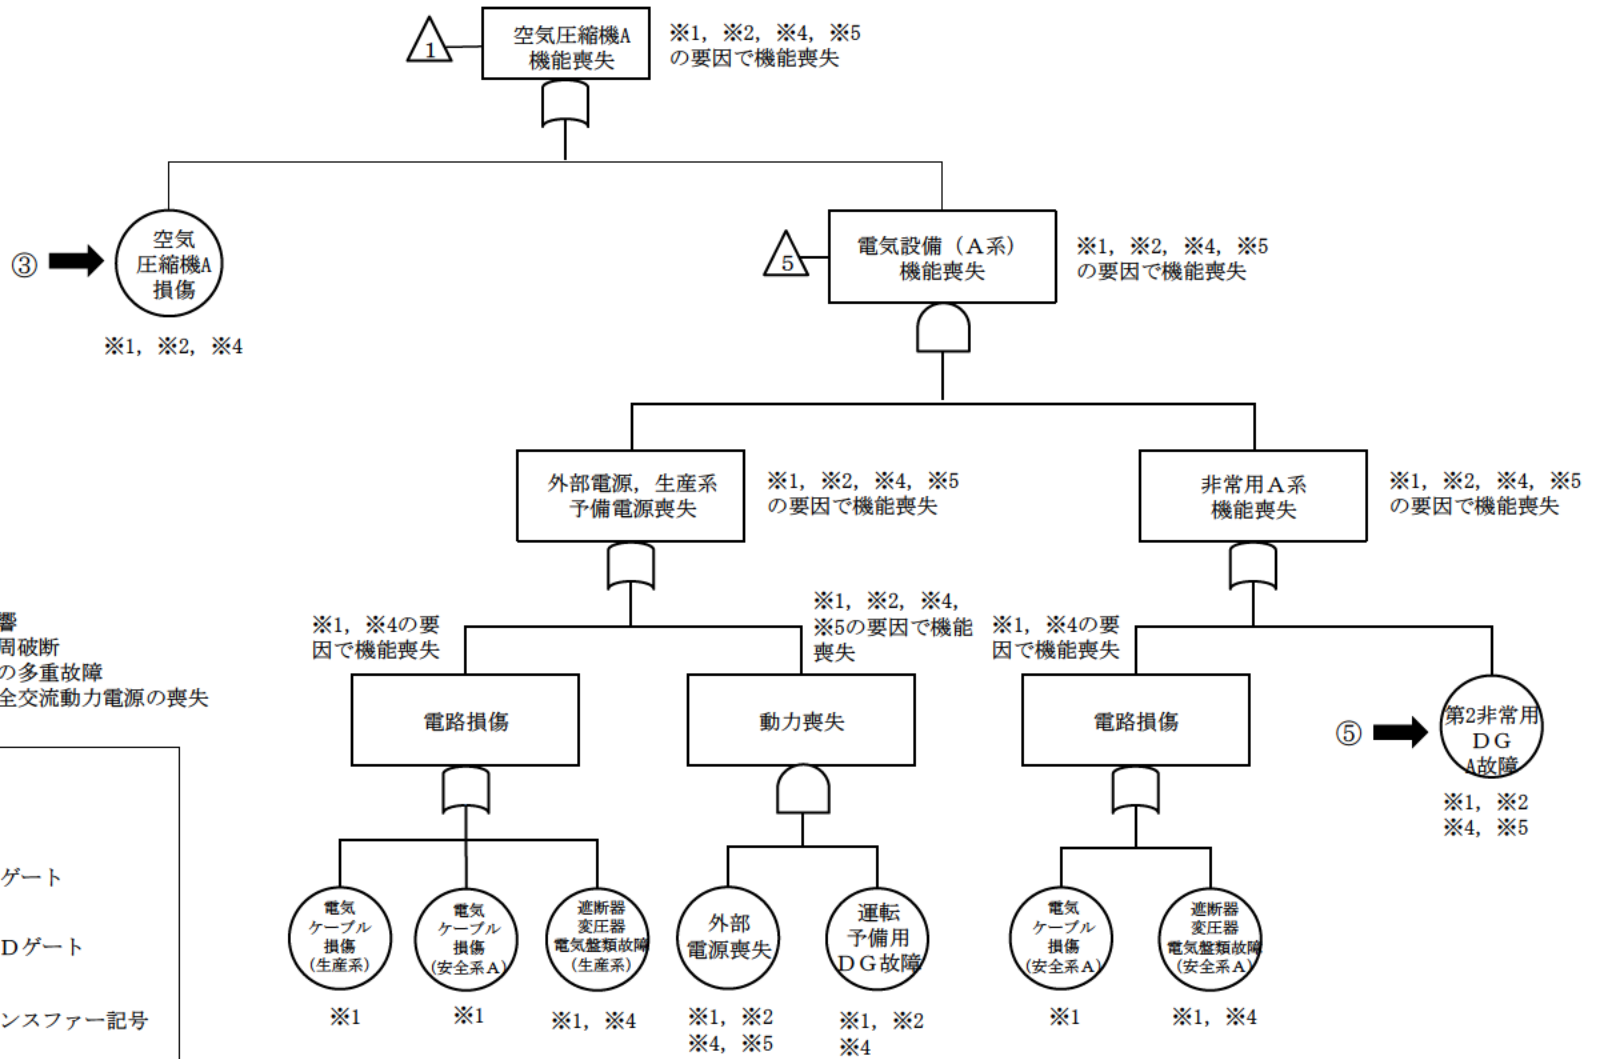 1
空気圧縮機A
機能喪失
※1, ※2, ※4, ※5
の要因で機能喪失
③
空気
圧縮機A
損傷
※1, ※2, ※4
5
電気設備（A系）
機能喪失
※1, ※2, ※4, ※5
の要因で機能喪失
外部電源, 生産系
予備電源喪失
※1, ※2, ※4, ※5
の要因で機能喪失
非常用A系
機能喪失
※1, ※2, ※4, ※5
の要因で機能喪失
響
周破断
の多重故障
全交流動力電源の喪失
※1, ※4の要
因で機能喪失
※1, ※2, ※4,
※5の要因で機能
喪失
※1, ※4の要
因で機能喪失
電路損傷
動力喪失
電路損傷
⑤
第2非常用
DG
A故障
※1, ※2
※4, ※5
ゲート
Dゲート
ンスファー記号
電気
ケーブル
損傷
(生産系)
※1
電気
ケーブル
損傷
(安全系A)
※1
遮断器
変圧器
電気盤類故障
(生産系)
※1, ※4
外部
電源喪失
※1, ※2
※4, ※5
運転
予備用
DG故障
※1, ※2
※4
電気
ケーブル
損傷
(安全系A)
※1
遮断器
変圧器
電気盤類故障
(安全系A)
※1, ※4